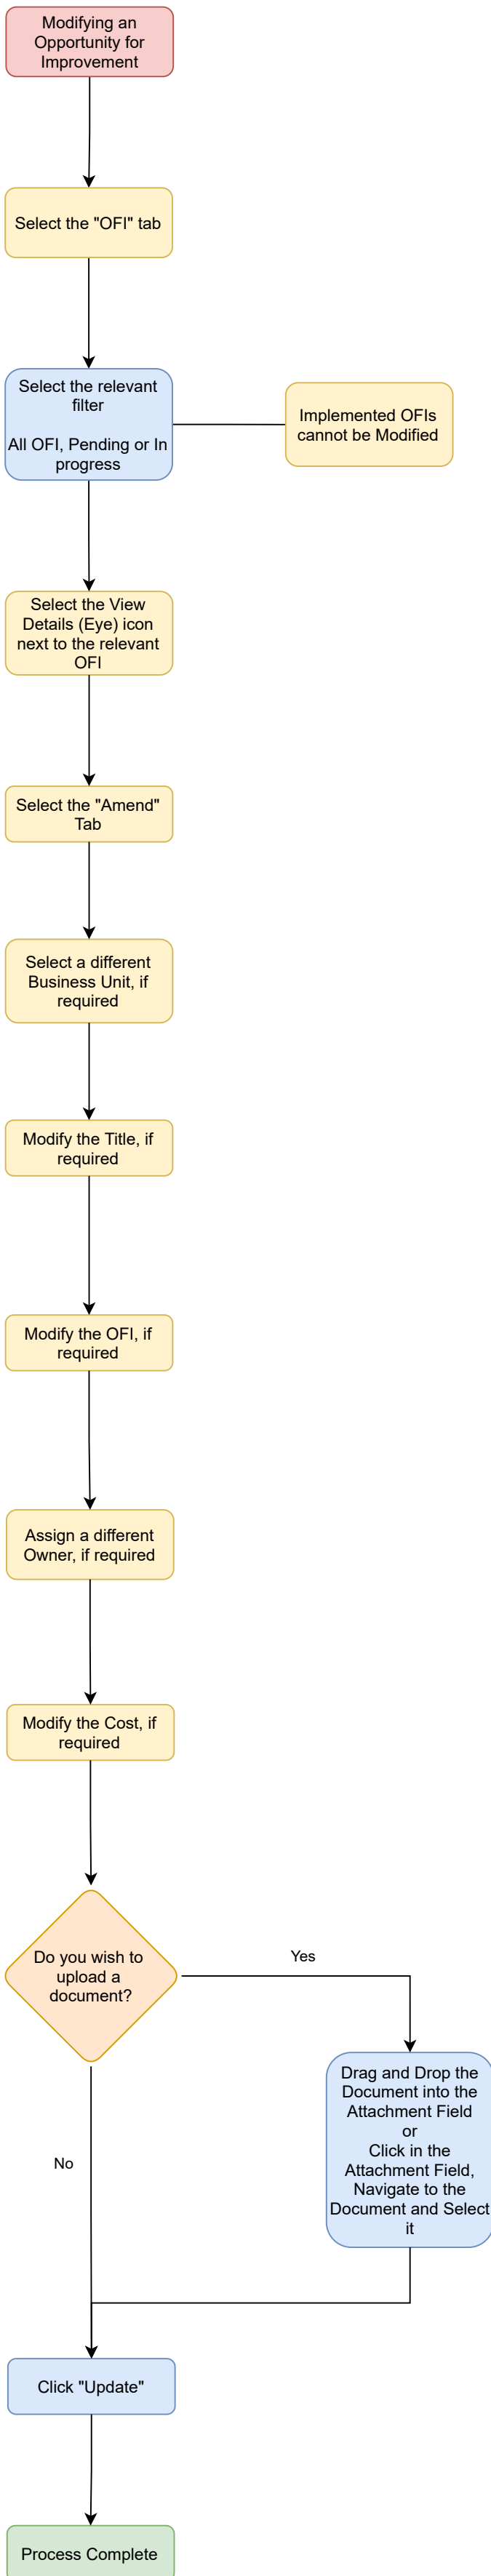 Modifying an
Opportunity for
Improvement
Select the "OFI" tab
Select the relevant
filter
All OFI, Pending or In
progress
Implemented OFIs
cannot be Modified
Select the View
Details (Eye) icon
next to the relevant
OFI
Select the "Amend"
Tab
Select a different
Business Unit, if
required
Modify the Title, if
required
Modify the OFI, if
required
Assign a different
Owner, if required
Modify the Cost, if
required
Do you wish to
upload a
document?
Yes
Drag and Drop the
Document into the
Attachment Field
or
Click in the
Attachment Field,
Navigate to the
Document and Select
it
No
Click "Update"
Process Complete